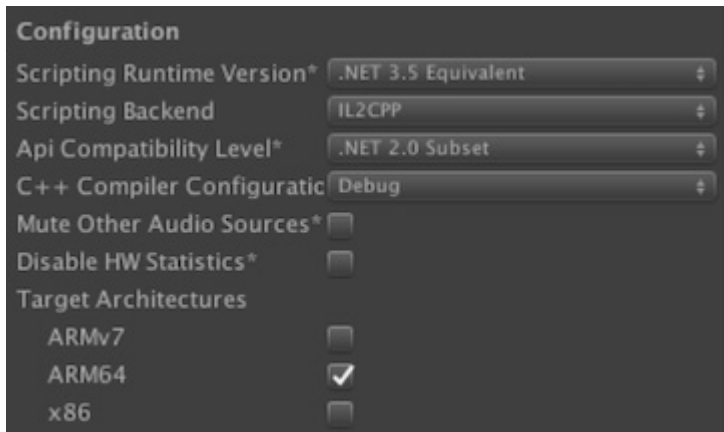 Configuration
Scripting Runtime Version* .NET 3.5 Equivalent
Scripting Backend IL2CPP
Api Compatibility Level* .NET 2.0 Subset
C++ Compiler Configuratic Debug
Mute Other Audio Sources*
Disable HW Statistics*
Target Architectures
ARMv7
ARM64
x86